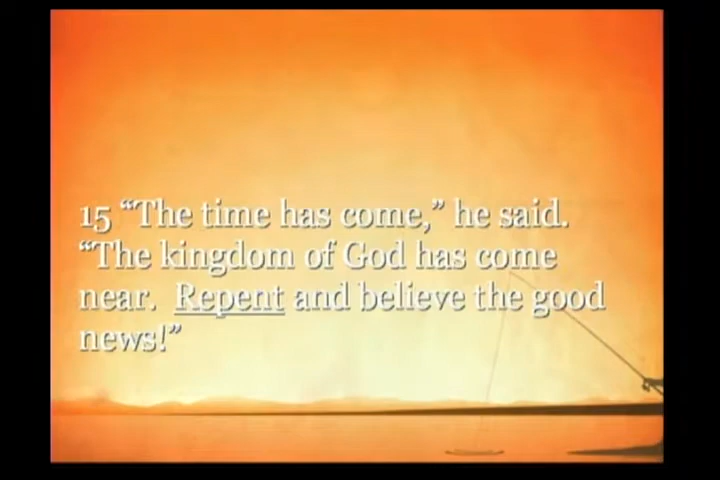 15 “The time has come,” he said.
“The kingdom of God has come
near. Repent and believe the good
news!”